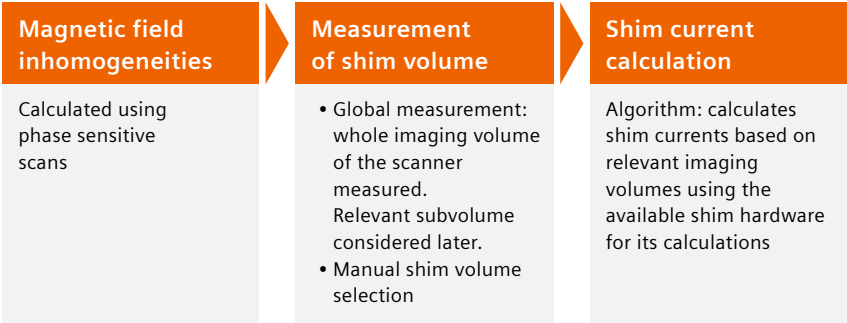 Magnetic field
inhomogeneities
Calculated using
phase sensitive
scans
Measurement
of shim volume
• Global measurement:
whole imaging volume
of the scanner
measured.
Relevant subvolume
considered later.
• Manual shim volume
selection
Shim current
calculation
Algorithm: calculates
shim currents based on
relevant imaging
volumes using the
available shim hardware
for its calculations